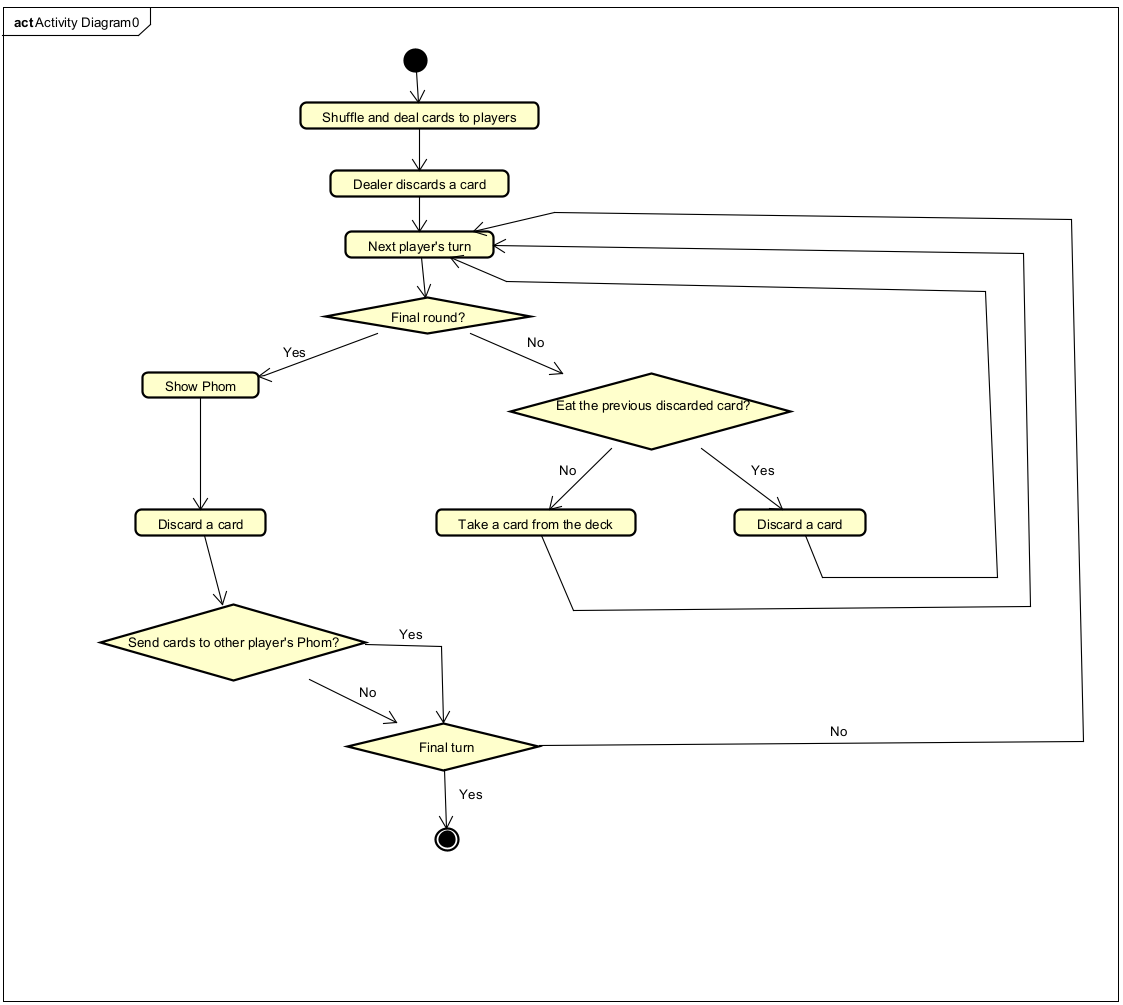 act Activity Diagram0
Shuffle and deal cards to players
Dealer discards a card
Next player's turn
Final round?
Yes
No
Show Phom
Eat the previous discarded card?
No
Yes
Discard a card
Take a card from the deck
Discard a card
Send cards to other player's Phom?
Yes
No
Final turn
No
Yes